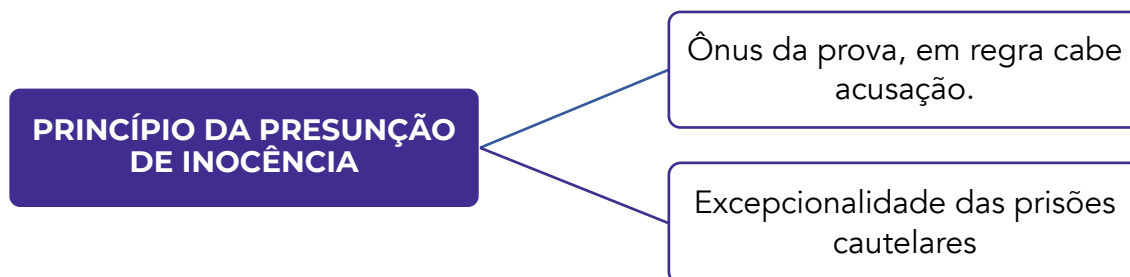 PRINCÍPIO DA PRESUNÇÃO
DE INOCÊNCIA
Ônus da prova, em regra cabe
acusação.
Excepcionalidade das prisões
cautelares